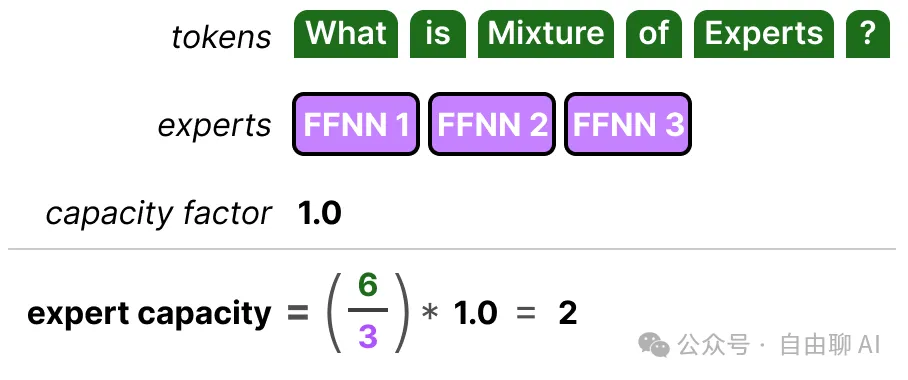 tokens What is Mixture of Experts ?
experts FFNN 1 FFNN 2 FFNN 3
capacity factor 1.0
expert capacity = ( 6 / 3 ) * 1.0 = 2
公众号 · 自由聊 AI